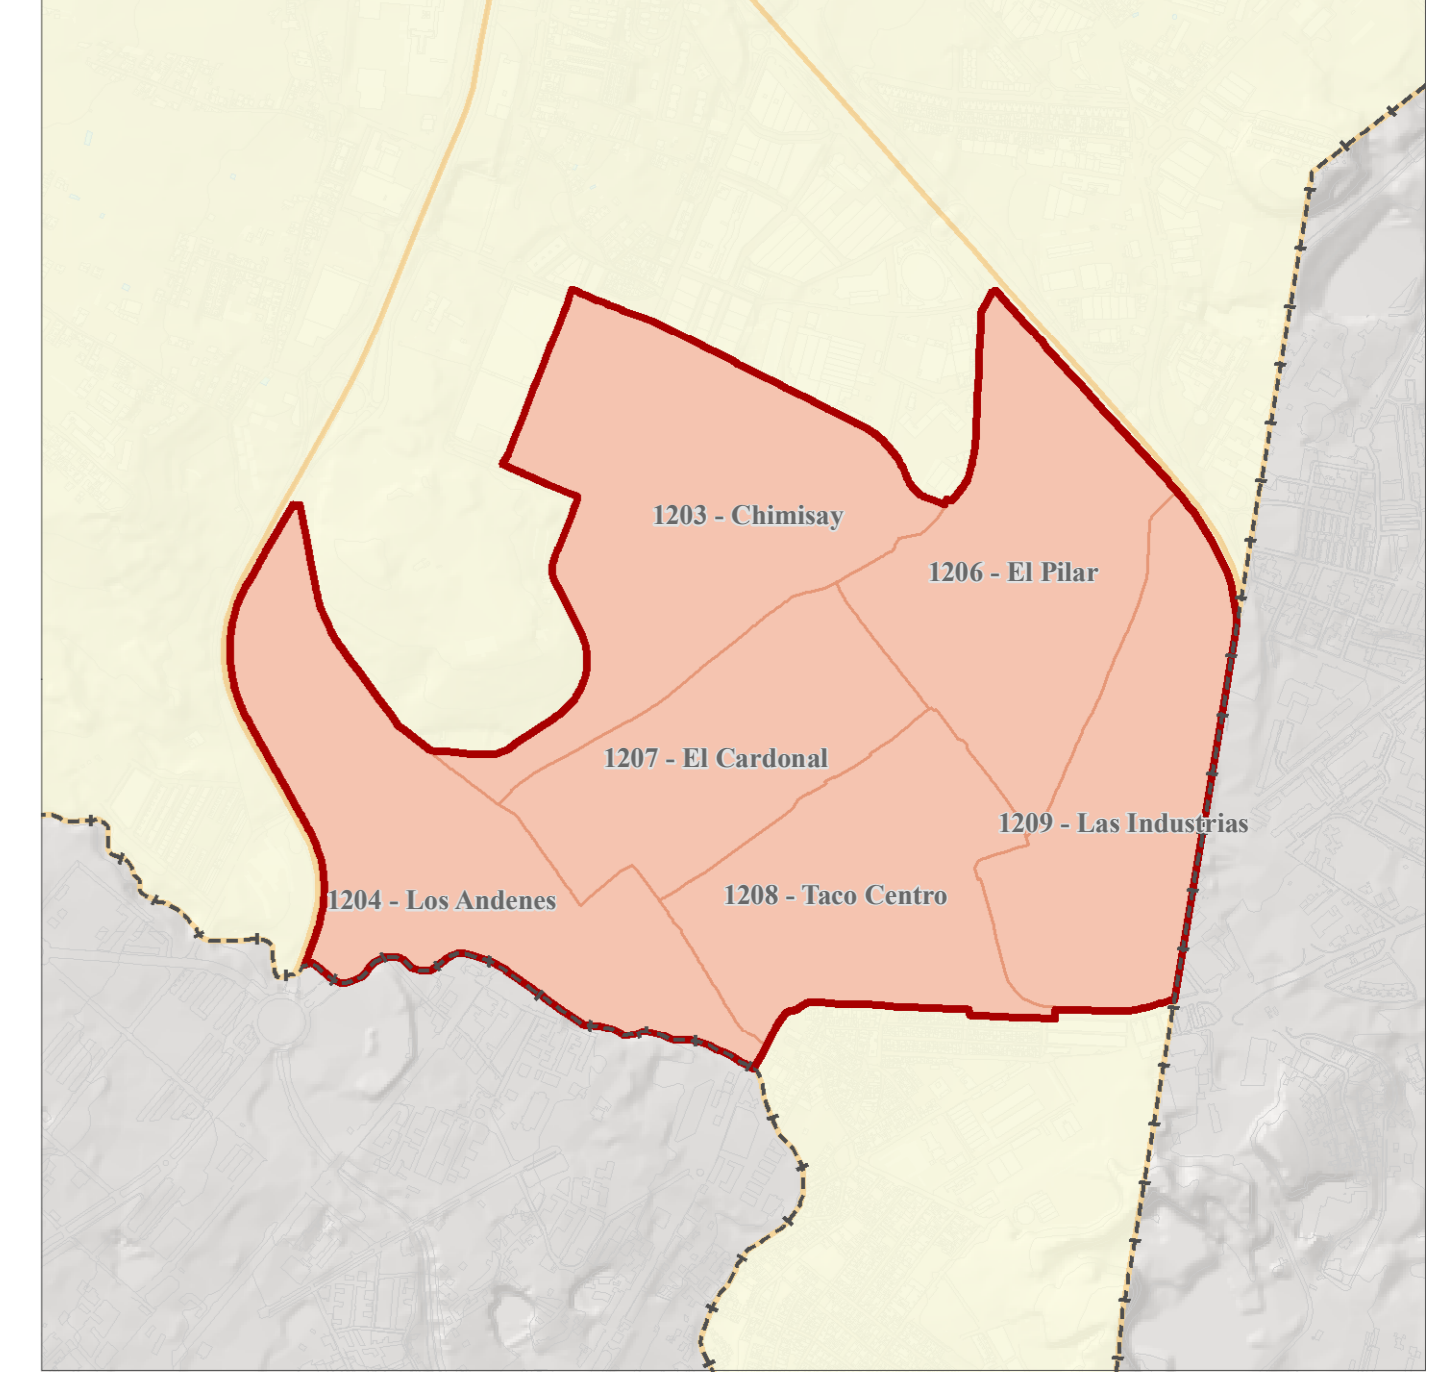 1203 - Chimisay
1206 - El Pilar
1207 - El Cardonal
1209 - Las Industrias
1208 - Taco Centro
1204 - Los Andenes